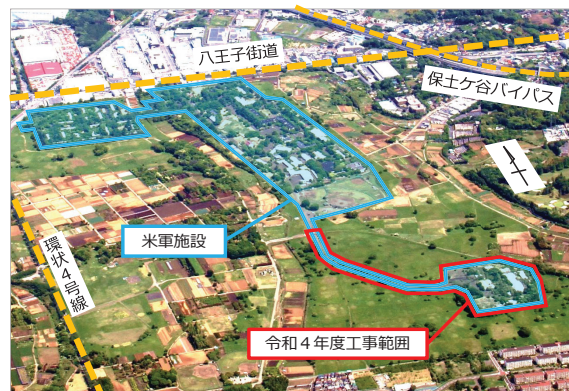 八王子街道
保土ケ谷バイパス
米軍施設
環状４号線
令和４年度工事範囲